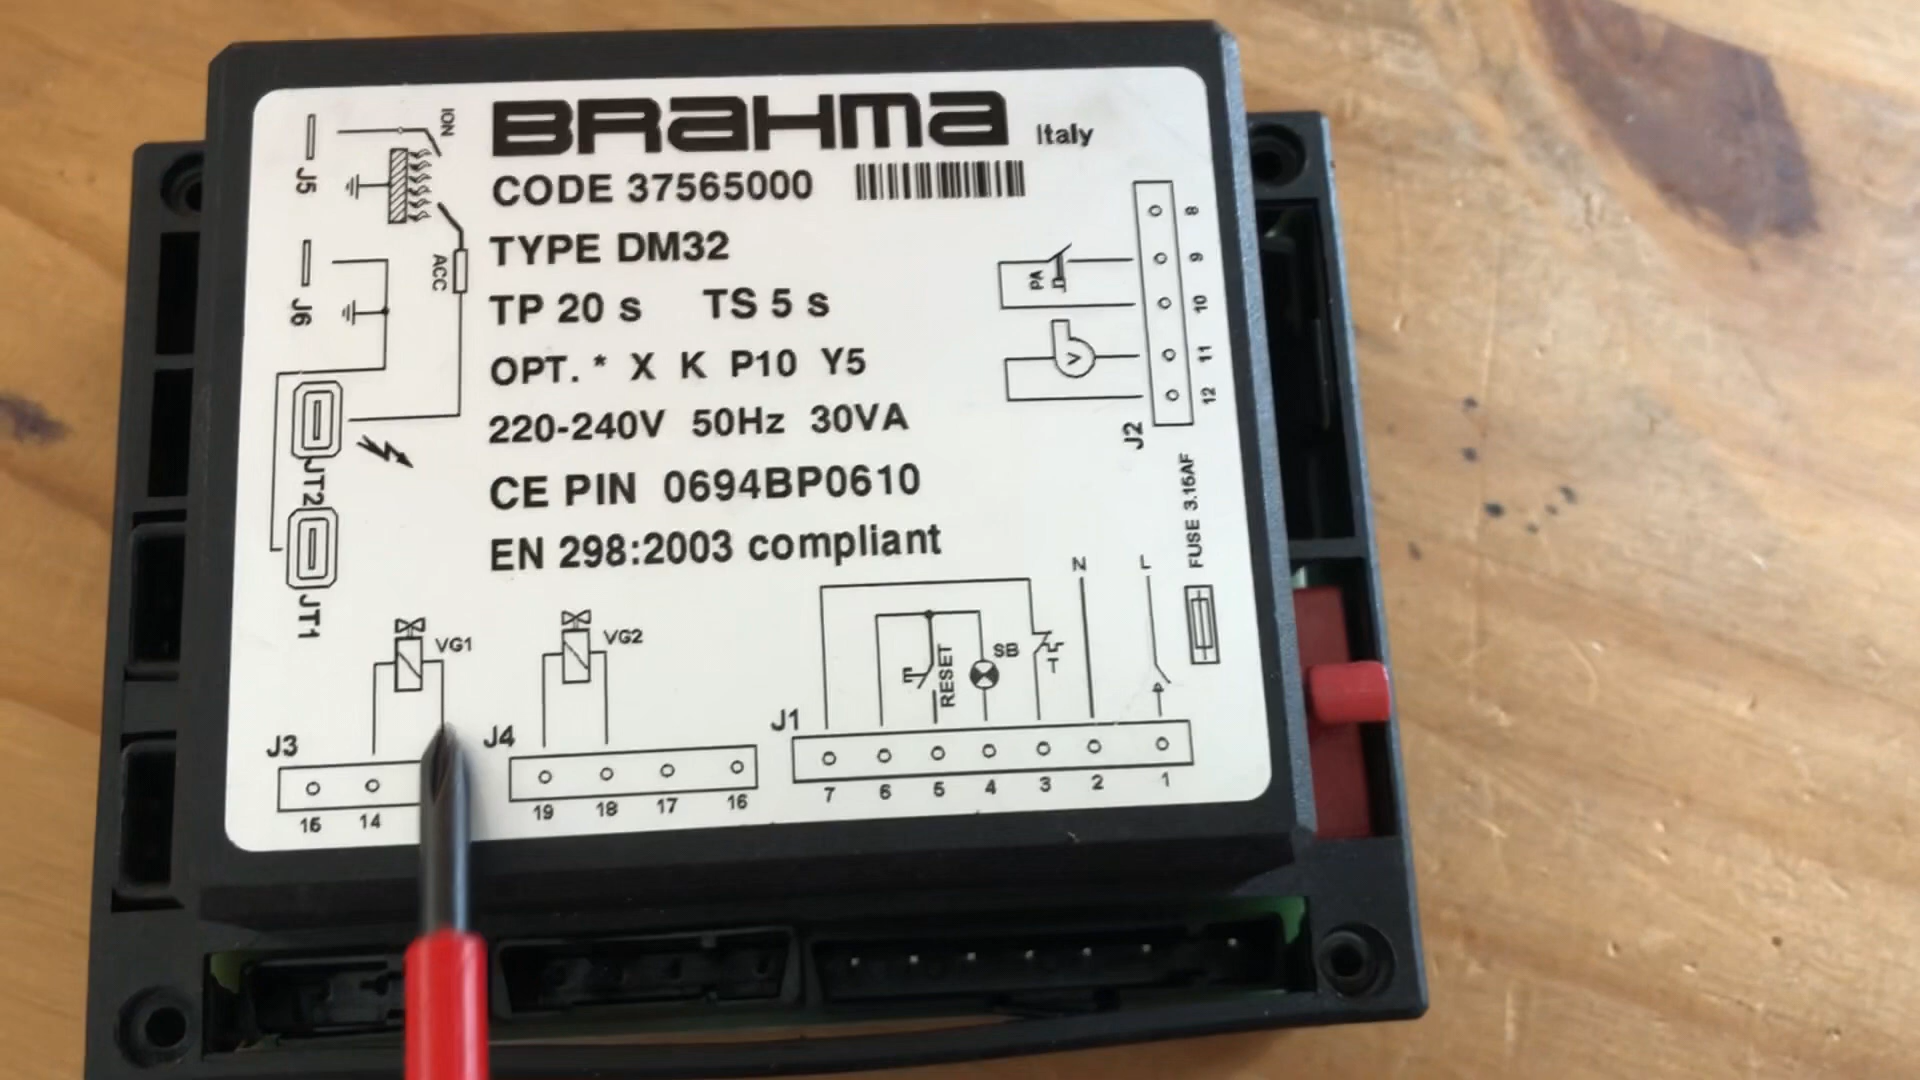 BRAHMA Italy
CODE 37565000
TYPE DM32
TP 20 s TS 5 s
OPT. * X K P10 Y5
220-240V 50Hz 30VA
CE PIN 0694BP0610
EN 298:2003 compliant
ION
J5
ACC
J6
JT2
JT1
8
9
PA
10
11
V
12
J2
FUSE 3.15AF
VG1
J3
15 14
VG2
J4
19 18 17 16
N L
RESET
SB
T
J1
7 6 5 4 3 2 1